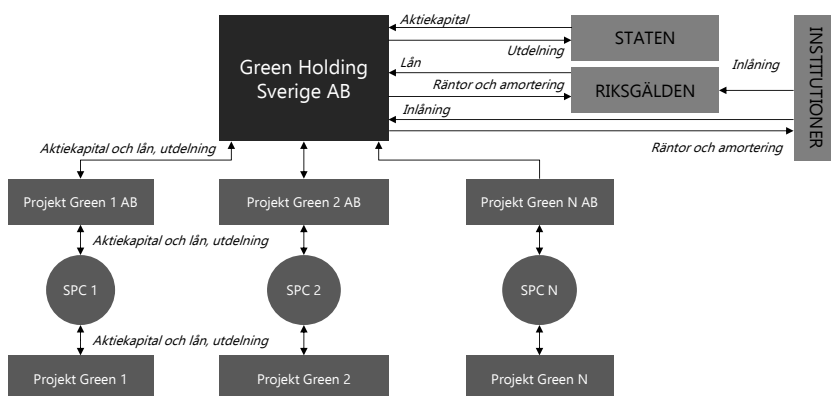 Aktiekapital
STATEN
Utdelning
Green Holding
Sverige AB
Lån
Inlåning
RIKSGÄLDEN
Räntor och amortering
Inlåning
INSTITUTIONER
Räntor och amortering
Aktiekapital och lån, utdelning
Projekt Green 1 AB
Projekt Green 2 AB
Projekt Green N AB
Aktiekapital och lån, utdelning
SPC 1
SPC 2
SPC N
Aktiekapital och lån, utdelning
Projekt Green 1
Projekt Green 2
Projekt Green N